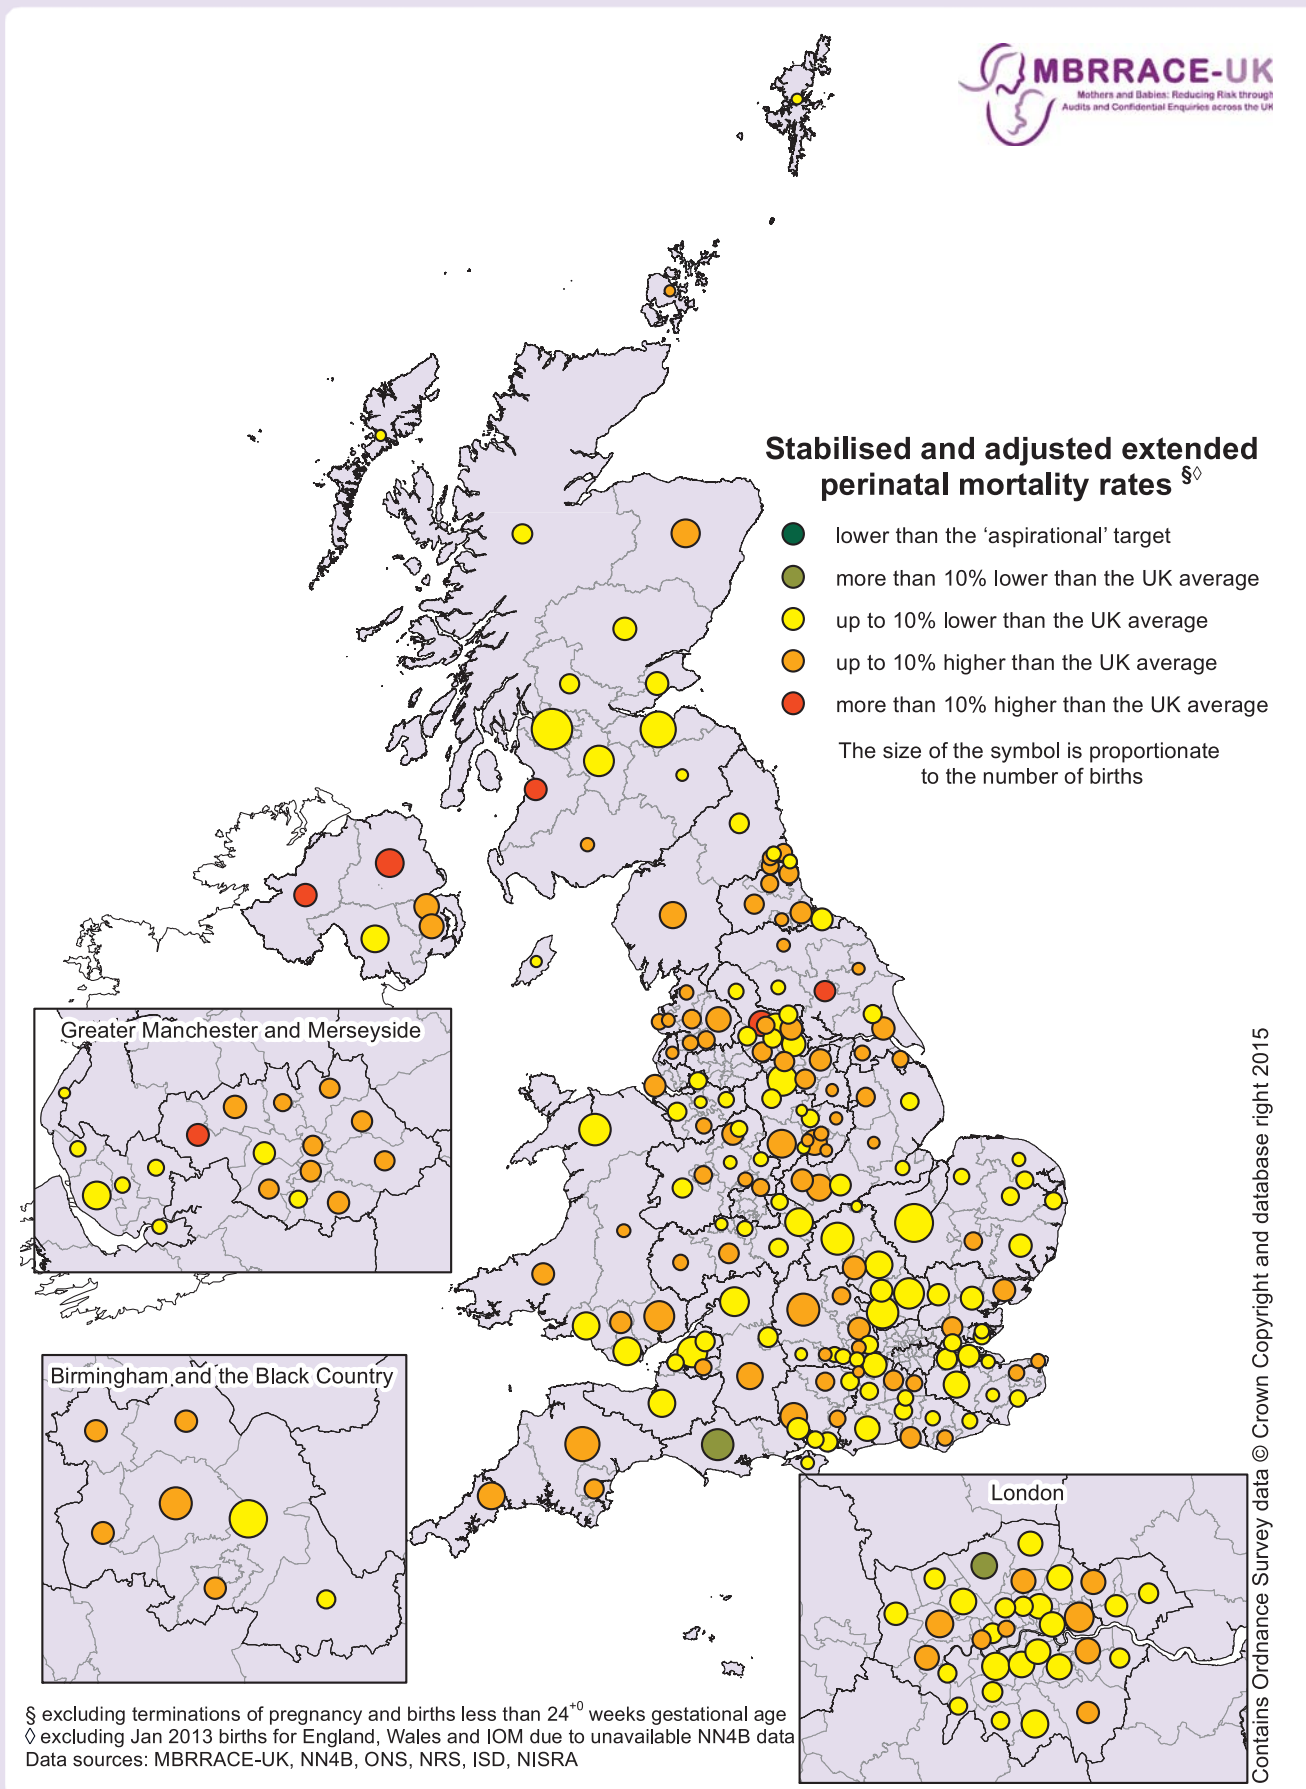 MBRRACE-UK
Mothers and Babies: Reducing Risk through
Audits and Confidential Enquiries across the UK
Stabilised and adjusted extended
perinatal mortality rates §◊
lower than the ‘aspirational’ target
more than 10% lower than the UK average
up to 10% lower than the UK average
up to 10% higher than the UK average
more than 10% higher than the UK average
The size of the symbol is proportionate
to the number of births
Greater Manchester and Merseyside
Birmingham and the Black Country
London
§ excluding terminations of pregnancy and births less than 24+0 weeks gestational age
◊ excluding Jan 2013 births for England, Wales and IOM due to unavailable NN4B data
Data sources: MBRRACE-UK, NN4B, ONS, NRS, ISD, NISRA
Contains Ordnance Survey data © Crown Copyright and database right 2015